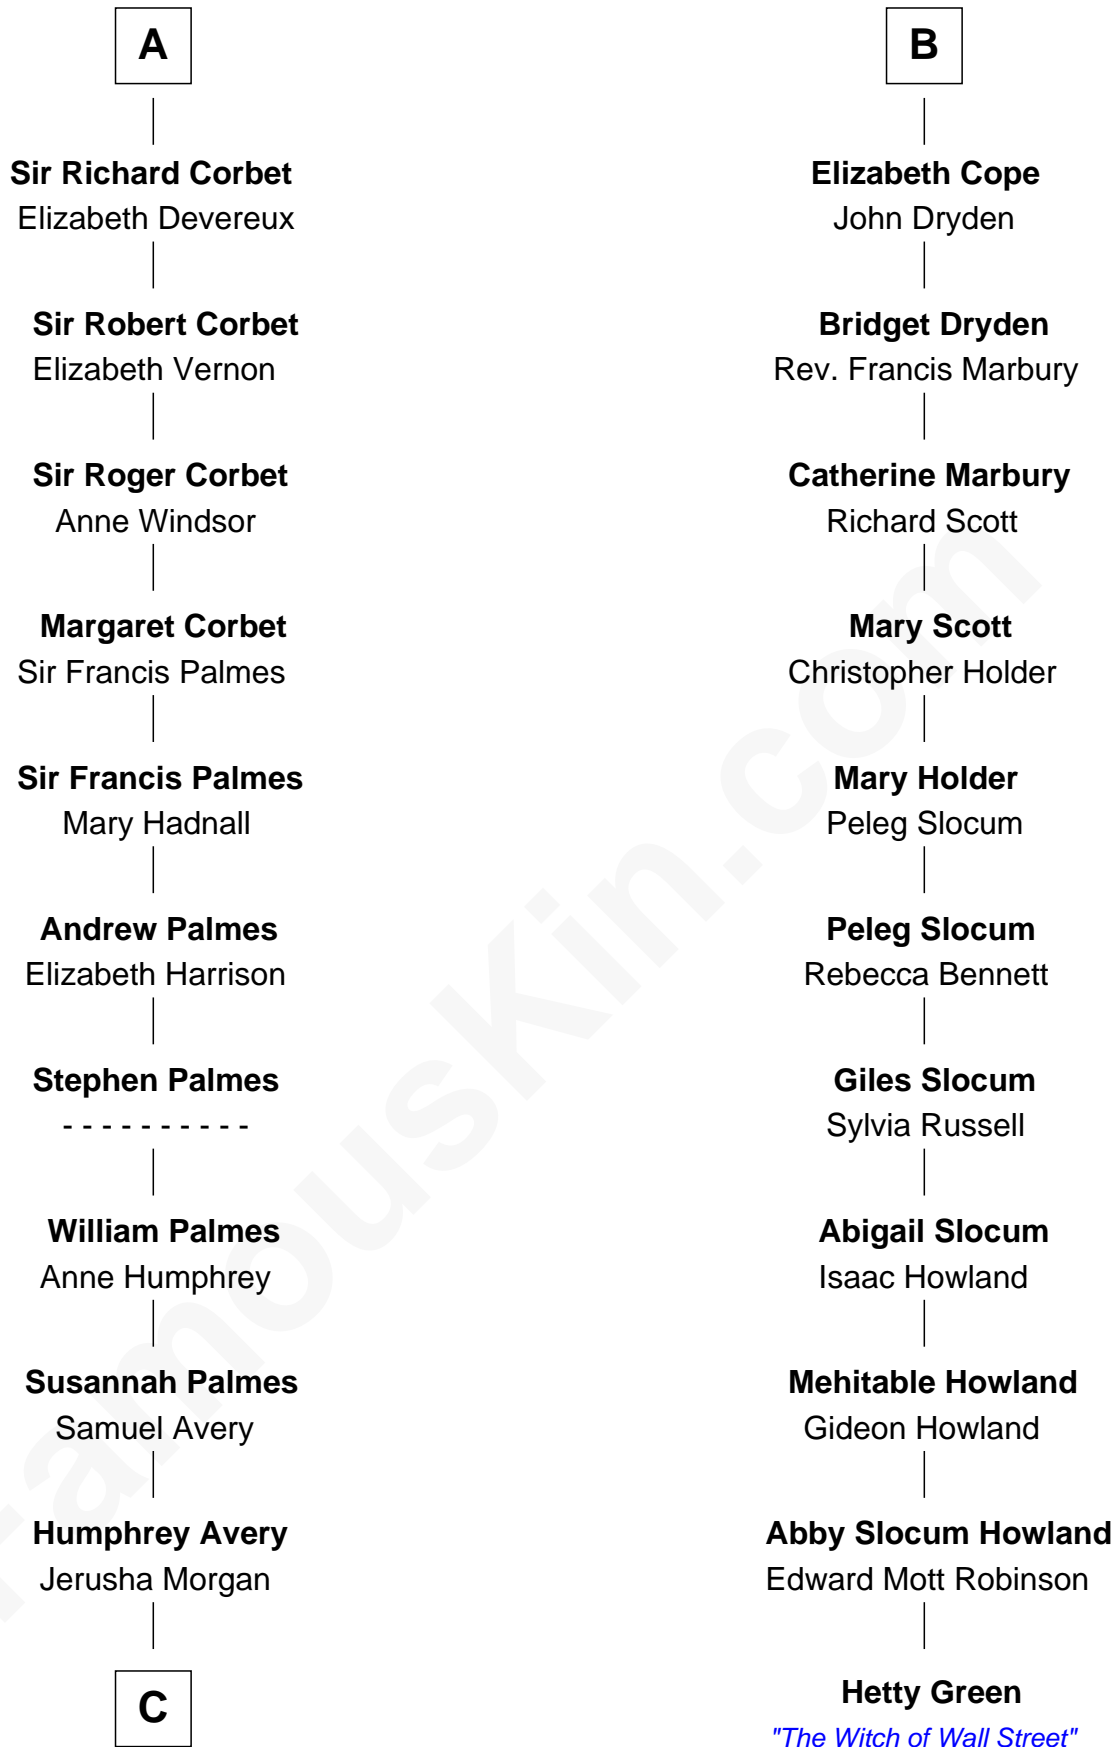 A
Sir Richard Corbet
Elizabeth Devereux
Sir Robert Corbet
Elizabeth Vernon
Sir Roger Corbet
Anne Windsor
Margaret Corbet
Sir Francis Palmes
Sir Francis Palmes
Mary Hadnall
Andrew Palmes
Elizabeth Harrison
Stephen Palmes
- - - - - - - - - -
William Palmes
Anne Humphrey
Susannah Palmes
Samuel Avery
Humphrey Avery
Jerusha Morgan
C
B
Elizabeth Cope
John Dryden
Bridget Dryden
Rev. Francis Marbury
Catherine Marbury
Richard Scott
Mary Scott
Christopher Holder
Mary Holder
Peleg Slocum
Peleg Slocum
Rebecca Bennett
Giles Slocum
Sylvia Russell
Abigail Slocum
Isaac Howland
Mehitable Howland
Gideon Howland
Abby Slocum Howland
Edward Mott Robinson
Hetty Green
"The Witch of Wall Street"
FamousKin.com